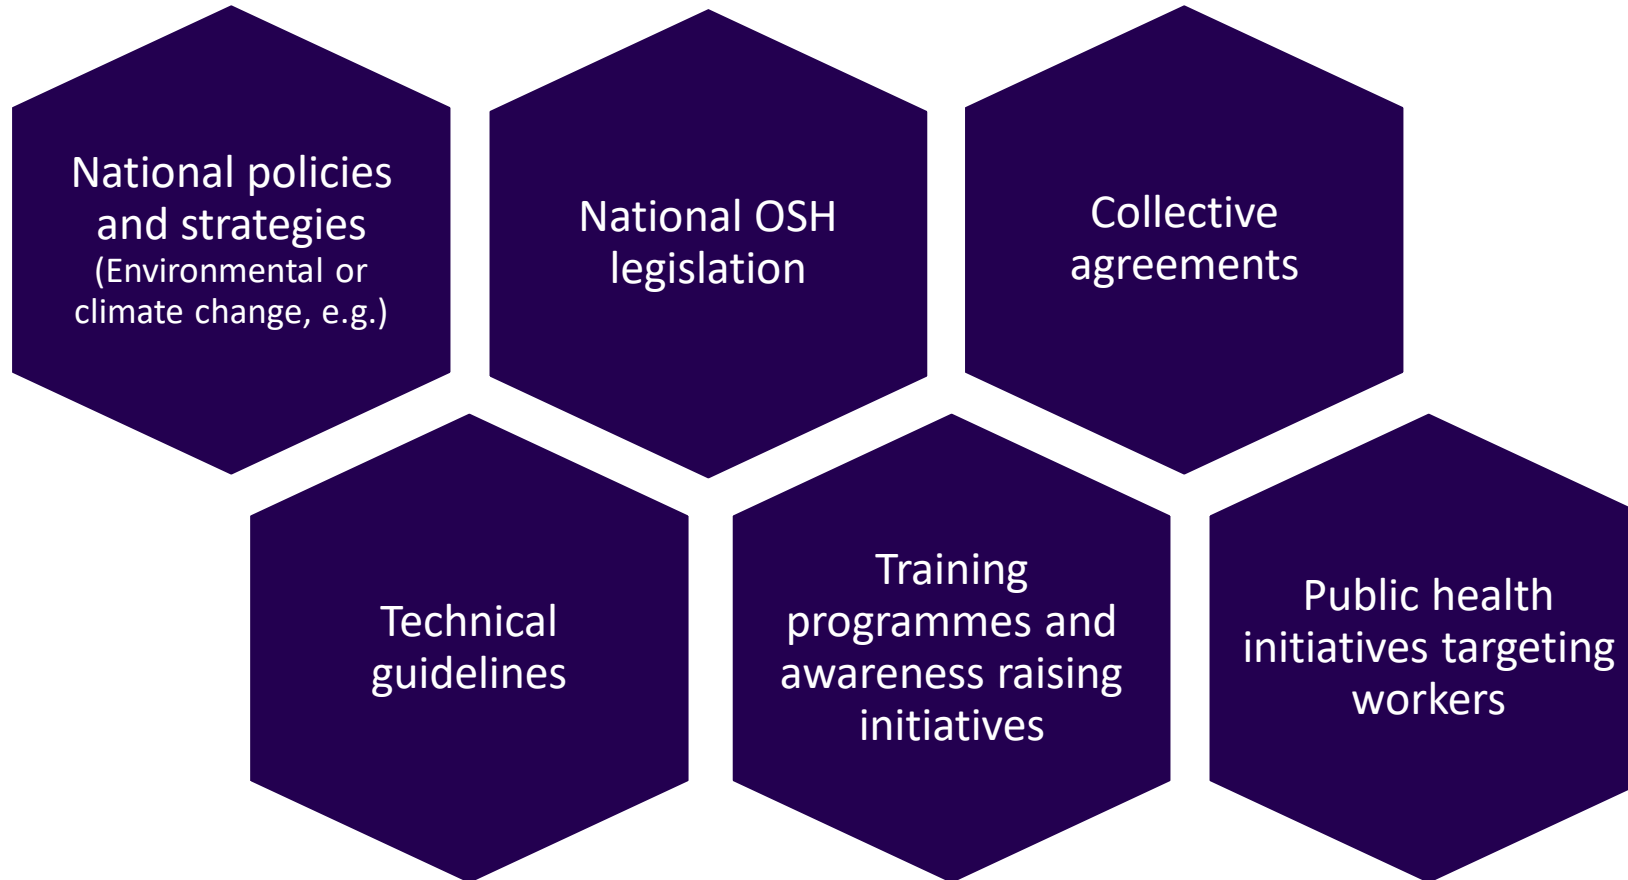 National policies
and strategies
(Environmental or
climate change, e.g.)
National OSH
legislation
Collective
agreements
Technical
guidelines
Training
programmes and
awareness raising
initiatives
Public health
initiatives targeting
workers